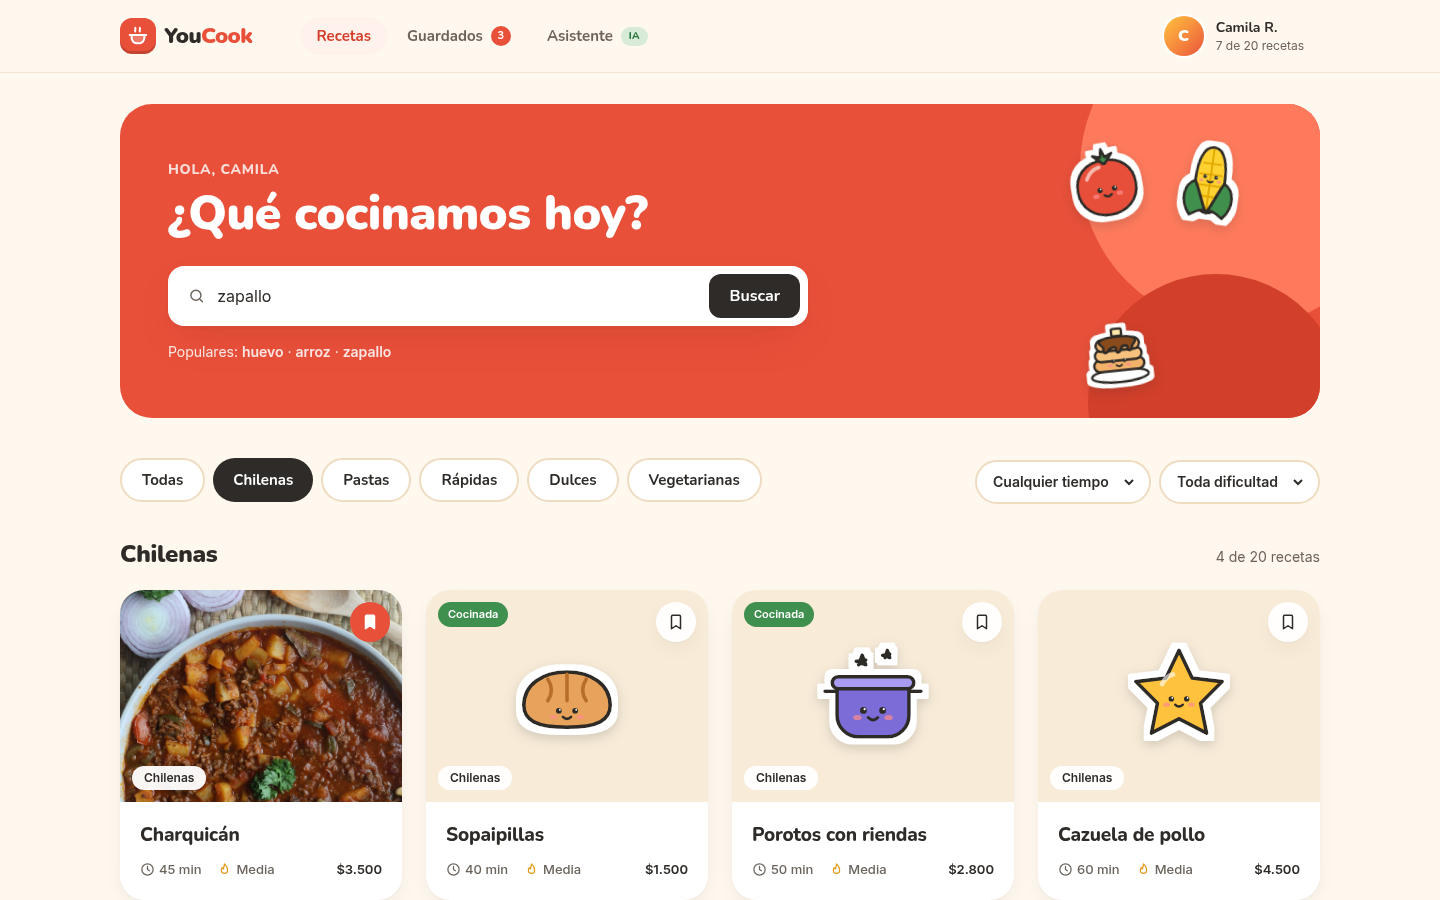 YouCook
Recetas
Guardados 3
Asistente IA
C
Camila R.
7 de 20 recetas
HOLA, CAMILA
¿Qué cocinamos hoy?
zapallo
Buscar
Populares: huevo · arroz · zapallo
Todas
Chilenas
Pastas
Rápidas
Dulces
Vegetarianas
Cualquier tiempo
Toda dificultad
Chilenas
4 de 20 recetas
Chilenas
Charquicán
45 min
Media
$3.500
Cocinada
Chilenas
Sopaipillas
40 min
Media
$1.500
Cocinada
Chilenas
Porotos con riendas
50 min
Media
$2.800
Chilenas
Cazuela de pollo
60 min
Media
$4.500